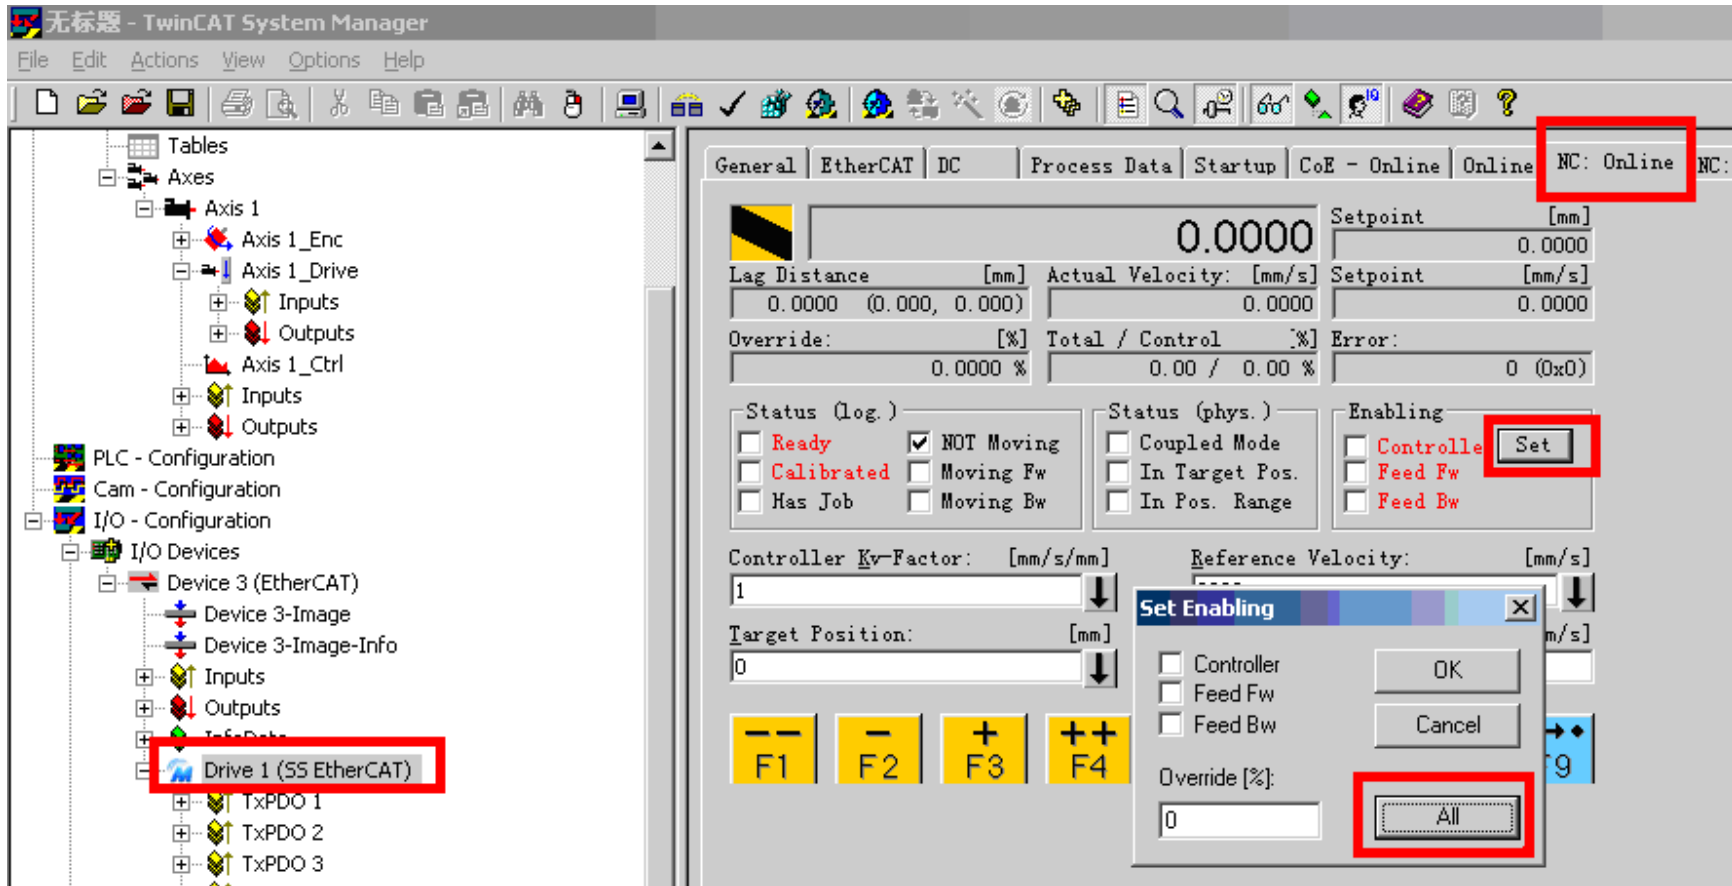 无标题 - TwinCAT System Manager
File Edit Actions View Options Help
Tables
Axes
Axis 1
Axis 1_Enc
Axis 1_Drive
Inputs
Outputs
Axis 1_Ctrl
Inputs
Outputs
PLC - Configuration
Cam - Configuration
I/O - Configuration
I/O Devices
Device 3 (EtherCAT)
Device 3-Image
Device 3-Image-Info
Inputs
Outputs
InfoData
Drive 1 (SS EtherCAT)
TxPDO 1
TxPDO 2
TxPDO 3
General EtherCAT DC Process Data Startup CoE - Online Online NC: Online NC:
0.0000
Setpoint [mm]
0.0000
Lag Distance [mm] Actual Velocity: [mm/s] Setpoint [mm/s]
0.0000 (0.000, 0.000) 0.0000 0.0000
Override: [%] Total / Control [%] Error:
0.0000 % 0.00 / 0.00 % 0 (0x0)
Status (log.) Status (phys.) Enabling
Ready NOT Moving Coupled Mode Controlle Set
Calibrated Moving Fw In Target Pos. Feed Fw
Has Job Moving Bw In Pos. Range Feed Bw
Controller Kv-Factor: [mm/s/mm] Reference Velocity: [mm/s]
1
Target Position: [mm] m/s]
0
-- - + ++
F1 F2 F3 F4 F9
Set Enabling
Controller OK
Feed Fw
Feed Bw Cancel
Override [%]:
0 All